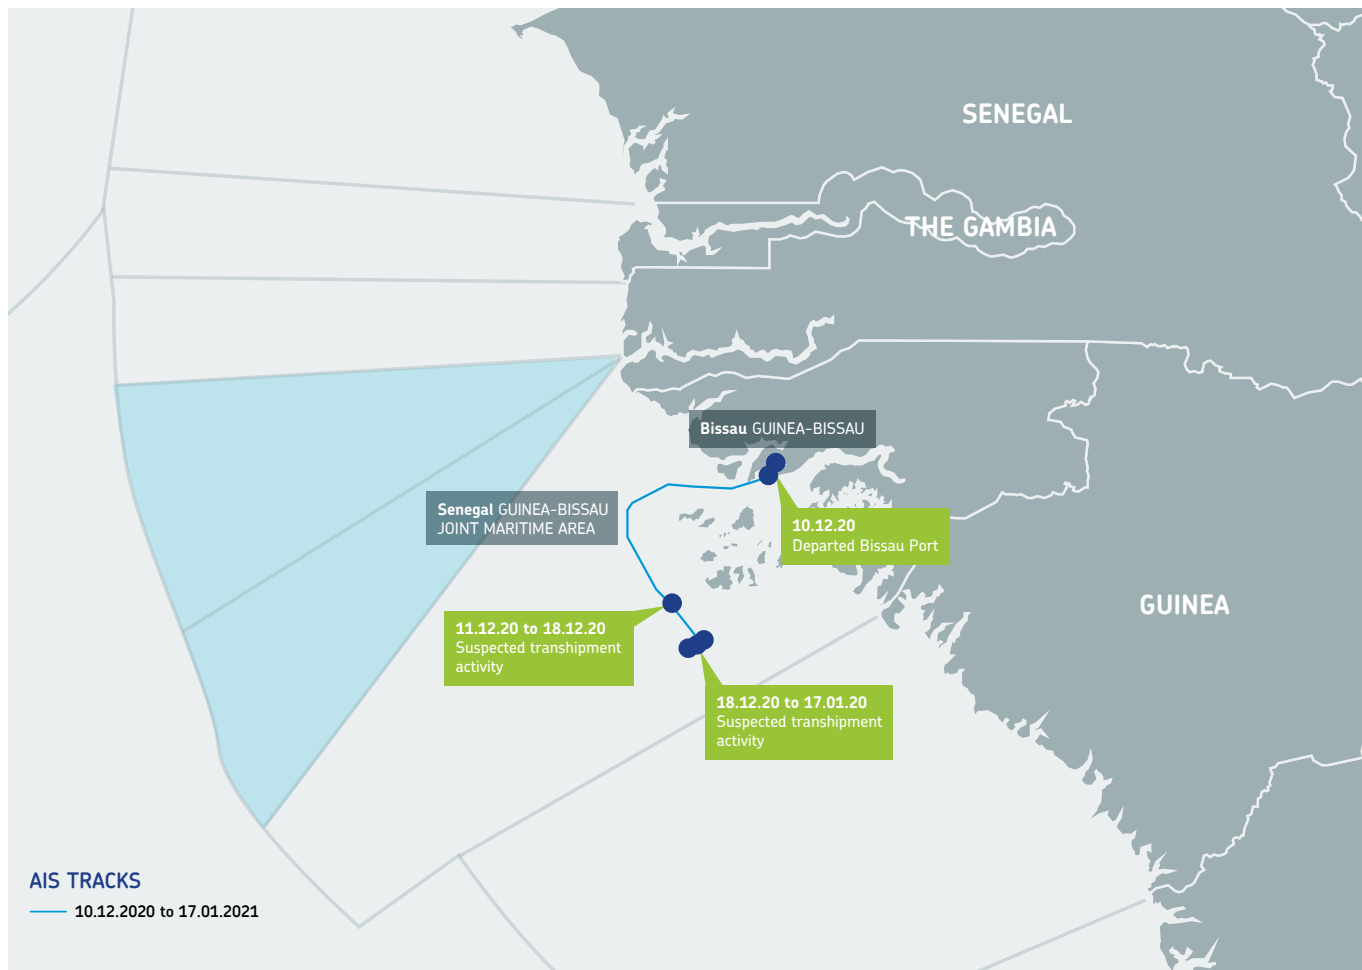 SENEGAL
THE GAMBIA
Bissau GUINEA-BISSAU
Senegal GUINEA-BISSAU
JOINT MARITIME AREA
10.12.20
Departed Bissau Port
GUINEA
11.12.20 to 18.12.20
Suspected transhipment
activity
18.12.20 to 17.01.20
Suspected transhipment
activity
AIS TRACKS
10.12.2020 to 17.01.2021